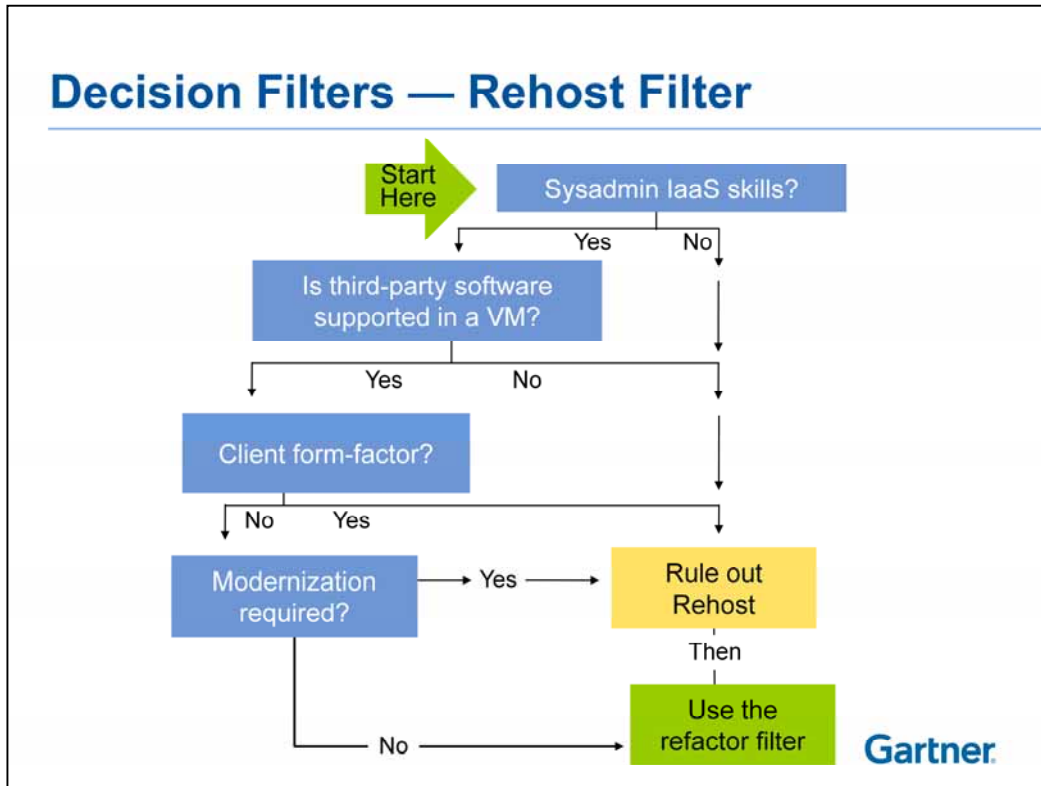 Decision Filters — Rehost Filter
Start
Here
Sysadmin IaaS skills?
Yes No
Is third-party software
supported in a VM?
Yes No
Client form-factor?
No Yes
Modernization
required?
Yes
Rule out
Rehost
Then
Use the
refactor filter
No
Gartner.